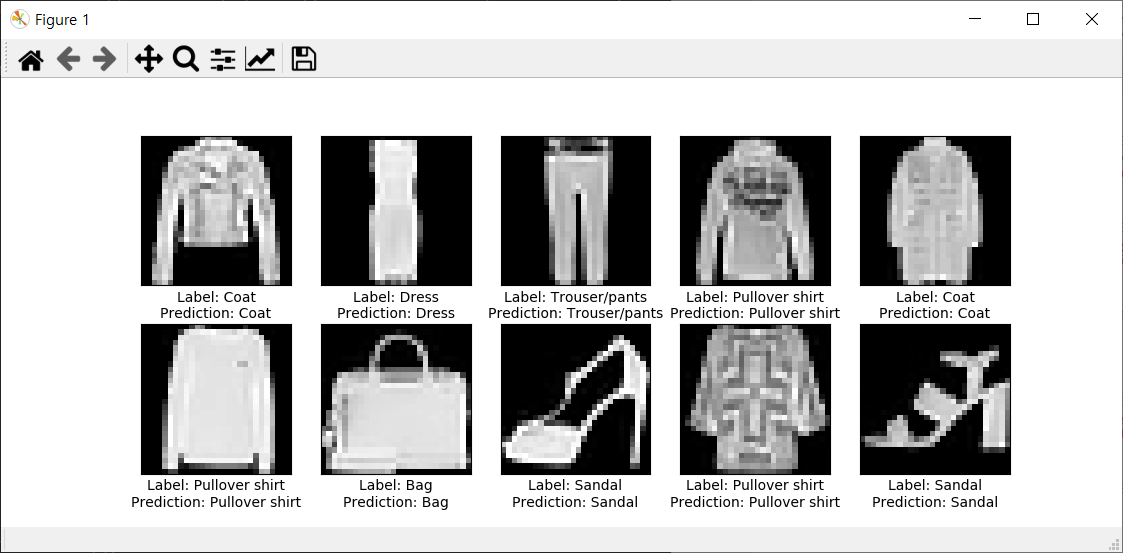 Figure 1
Label: Coat
Prediction: Coat
Label: Dress
Prediction: Dress
Label: Trouser/pants
Prediction: Trouser/pants
Label: Pullover shirt
Prediction: Pullover shirt
Label: Coat
Prediction: Coat
Label: Pullover shirt
Prediction: Pullover shirt
Label: Bag
Prediction: Bag
Label: Sandal
Prediction: Sandal
Label: Pullover shirt
Prediction: Pullover shirt
Label: Sandal
Prediction: Sandal